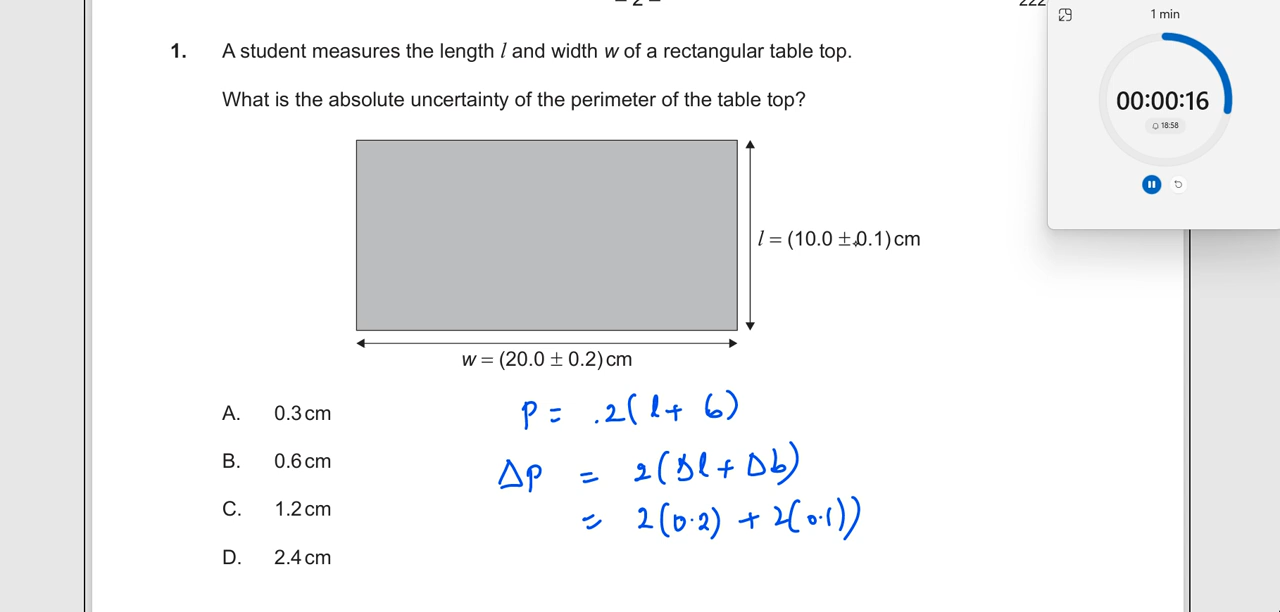 – 2 –
222
1 min
1. A student measures the length l and width w of a rectangular table top.
What is the absolute uncertainty of the perimeter of the table top?
00:00:16
18:58
l = (10.0 ± 0.1) cm
w = (20.0 ± 0.2) cm
A. 0.3 cm
B. 0.6 cm
C. 1.2 cm
D. 2.4 cm
P = .2(l + b)
Δp = 2(Δl + Δb)
= 2(0.2) + 2(0.1))